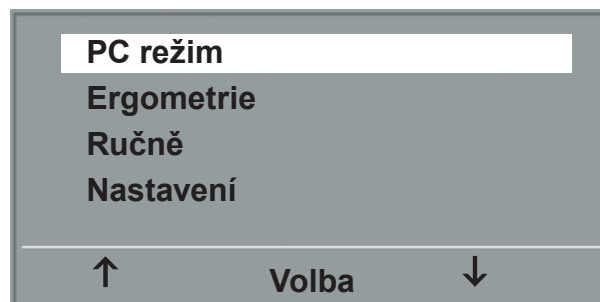 PC režim
Ergometrie
Ručně
Nastavení
↑ Volba ↓